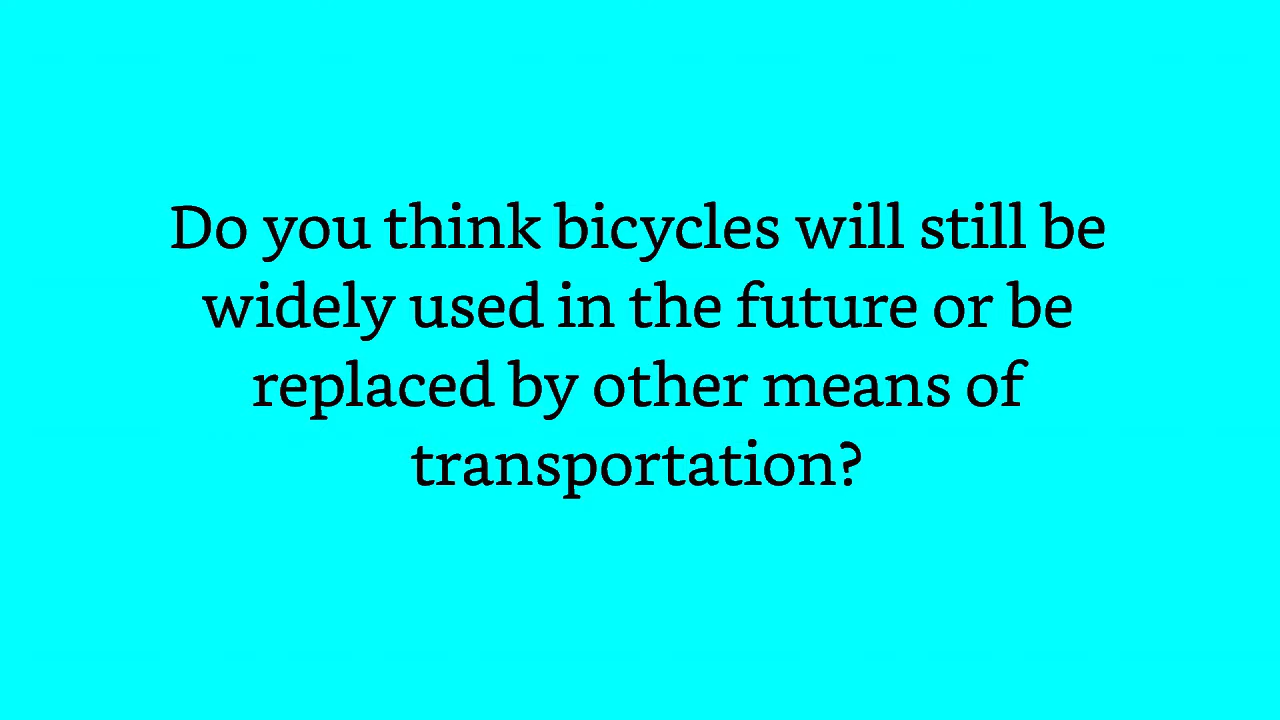 Do you think bicycles will still be
widely used in the future or be
replaced by other means of
transportation?